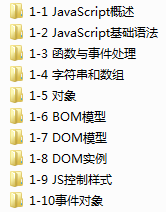 1-1 JavaScript概述
1-2 JavaScript基础语法
1-3 函数与事件处理
1-4 字符串和数组
1-5 对象
1-6 BOM模型
1-7 DOM模型
1-8 DOM实例
1-9 JS控制样式
1-10事件对象